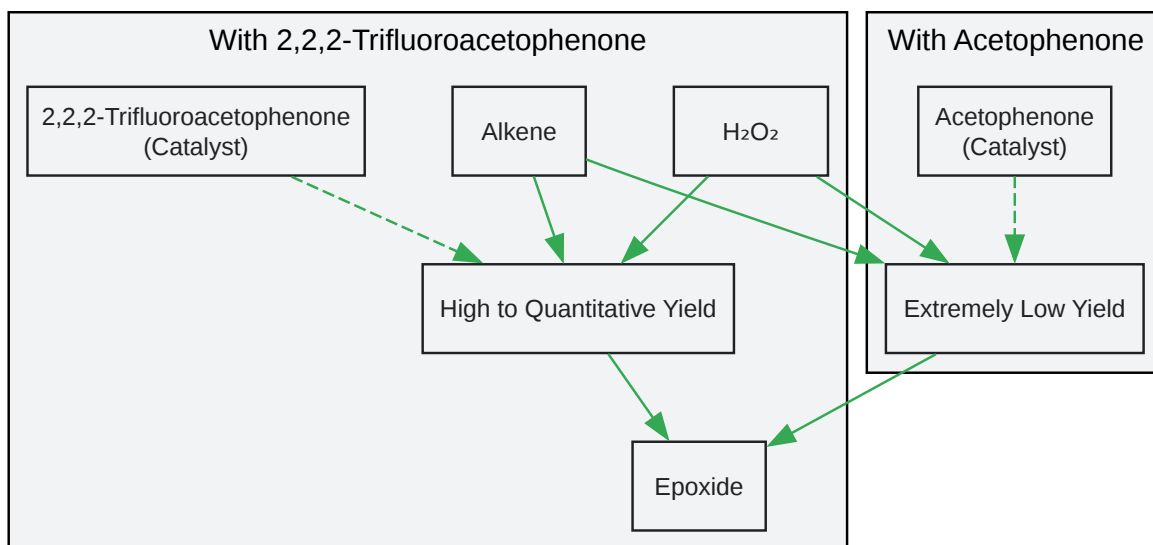 With 2,2,2-Trifluoroacetophenone
With Acetophenone
2,2,2-Trifluoroacetophenone
(Catalyst)
Alkene
H₂O₂
Acetophenone
(Catalyst)
High to Quantitative Yield
Extremely Low Yield
Epoxide